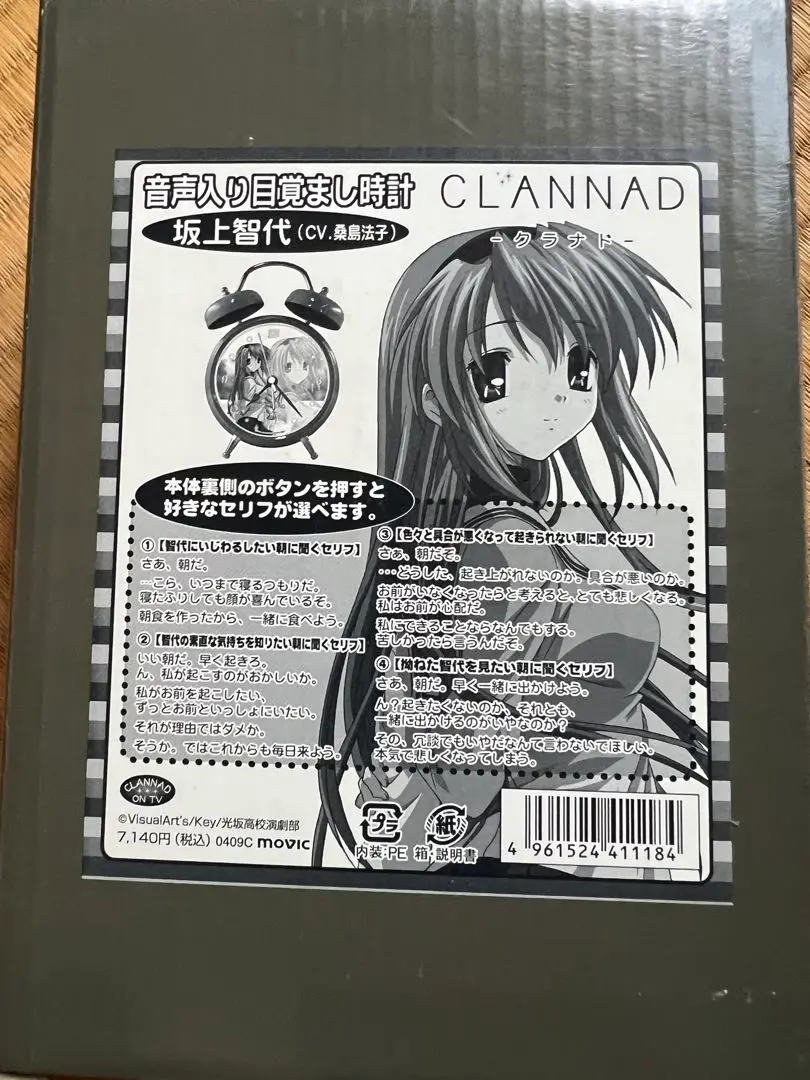 音声入り目覚まし時計
CLANNAD
-クラナド-
坂上智代(CV.桑島法子)
本体裏側のボタンを押すと
好きなセリフが選べます。
①【智代にいじわるしたい朝に聞くセリフ】
さぁ、朝だ。
…こら、いつまで寝るつもりだ。
寝たふりしても顔が喜んでいるぞ。
朝食を作ったから、一緒に食べよう。
②【智代の素直な気持ちを知りたい朝に聞くセリフ】
いい朝だ。早く起きろ。
ん、私が起こすのがおかしいか。
私がお前を起こしたい、
ずっとお前といっしょにいたい。
それが理由ではダメか。
そうか。ではこれからも毎日来よう。
③【色々と具合が悪くなって起きられない朝に聞くセリフ】
さぁ、朝だぞ。
…どうした、起き上がれないのか。具合が悪いのか。
お前がいなくなったらと考えると、とても悲しくなる。
私はお前が心配だ。
私にできることならなんでもする。
苦しかったら言うんだぞ。
④【拗ねた智代を見たい朝に聞くセリフ】
さあ、朝だ。早く一緒に出かけよう。
ん？起きたくないのか、それとも、
一緒に出かけるのがいやなのか？
その、冗談でもいやだなんて言わないでほしい。
本気で悲しくなってしまう。
CLANNAD
ON TV
©VisualArt's/Key/光坂高校演劇部
7,140円(税込) 0409C movic
プラ
紙
内装:PE 箱,説明書
4 961524 411184